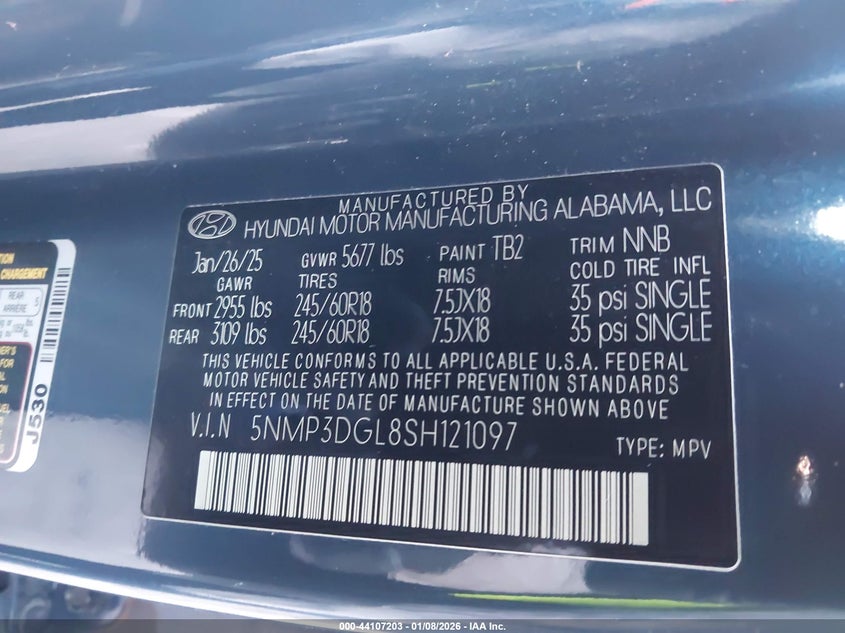 MANUFACTURED BY
HYUNDAI MOTOR MANUFACTURING ALABAMA, LLC
Jan/26/25 GVWR 5677 lbs PAINT TB2 TRIM NNB
GAWR TIRES RIMS COLD TIRE INFL
FRONT 2955 lbs 245/60R18 7.5JX18 35 psi SINGLE
REAR 3109 lbs 245/60R18 7.5JX18 35 psi SINGLE
THIS VEHICLE CONFORMS TO ALL APPLICABLE U.S.A. FEDERAL
MOTOR VEHICLE SAFETY AND THEFT PREVENTION STANDARDS
IN EFFECT ON THE DATE OF MANUFACTURE SHOWN ABOVE
V.I.N 5NMP3DGL8SH121097
TYPE: MPV
CHARGEMENT
REAR
ARRIÈRE
5
J530
000-44107203 - 01/08/2026 - IAA Inc.